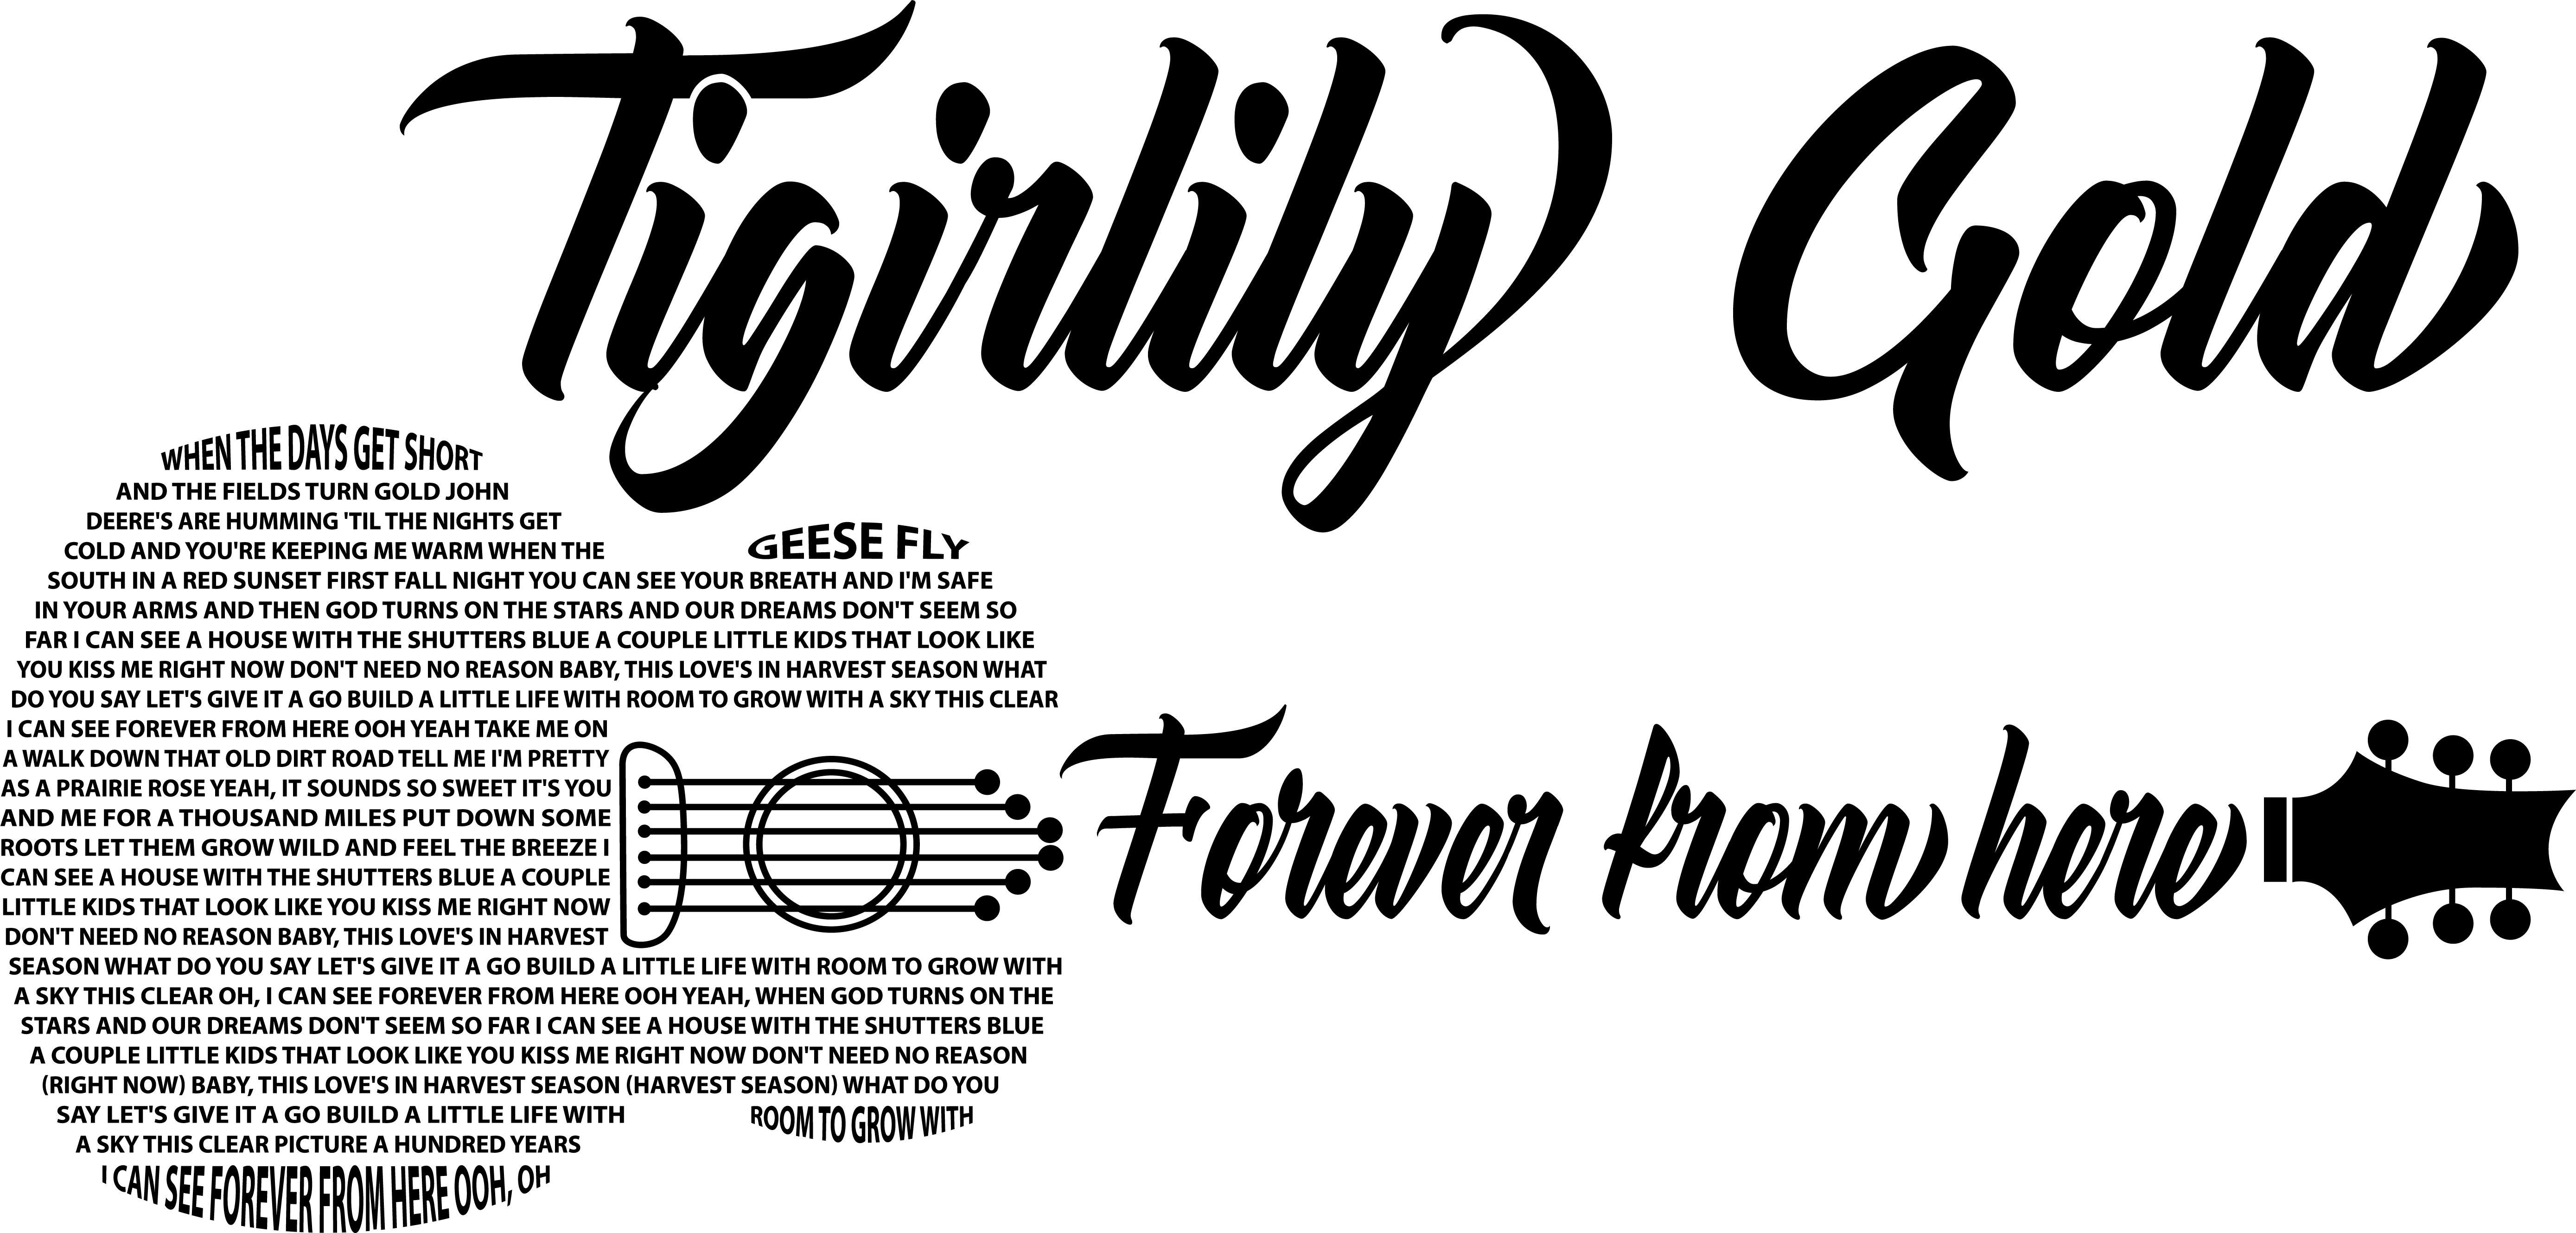 Tigirlily Gold
WHEN THE DAYS GET SHORT
AND THE FIELDS TURN GOLD JOHN
DEERE'S ARE HUMMING 'TIL THE NIGHTS GET
COLD AND YOU'RE KEEPING ME WARM WHEN THE
GEESE FLY
SOUTH IN A RED SUNSET FIRST FALL NIGHT YOU CAN SEE YOUR BREATH AND I'M SAFE
IN YOUR ARMS AND THEN GOD TURNS ON THE STARS AND OUR DREAMS DON'T SEEM SO
FAR I CAN SEE A HOUSE WITH THE SHUTTERS BLUE A COUPLE LITTLE KIDS THAT LOOK LIKE
YOU KISS ME RIGHT NOW DON'T NEED NO REASON BABY, THIS LOVE'S IN HARVEST SEASON WHAT
DO YOU SAY LET'S GIVE IT A GO BUILD A LITTLE LIFE WITH ROOM TO GROW WITH A SKY THIS CLEAR
I CAN SEE FOREVER FROM HERE OOH YEAH TAKE ME ON
A WALK DOWN THAT OLD DIRT ROAD TELL ME I'M PRETTY
AS A PRAIRIE ROSE YEAH, IT SOUNDS SO SWEET IT'S YOU
AND ME FOR A THOUSAND MILES PUT DOWN SOME
ROOTS LET THEM GROW WILD AND FEEL THE BREEZE I
CAN SEE A HOUSE WITH THE SHUTTERS BLUE A COUPLE
LITTLE KIDS THAT LOOK LIKE YOU KISS ME RIGHT NOW
DON'T NEED NO REASON BABY, THIS LOVE'S IN HARVEST
Forever from here
SEASON WHAT DO YOU SAY LET'S GIVE IT A GO BUILD A LITTLE LIFE WITH ROOM TO GROW WITH
A SKY THIS CLEAR OH, I CAN SEE FOREVER FROM HERE OOH YEAH, WHEN GOD TURNS ON THE
STARS AND OUR DREAMS DON'T SEEM SO FAR I CAN SEE A HOUSE WITH THE SHUTTERS BLUE
A COUPLE LITTLE KIDS THAT LOOK LIKE YOU KISS ME RIGHT NOW DON'T NEED NO REASON
(RIGHT NOW) BABY, THIS LOVE'S IN HARVEST SEASON (HARVEST SEASON) WHAT DO YOU
SAY LET'S GIVE IT A GO BUILD A LITTLE LIFE WITH
ROOM TO GROW WITH
A SKY THIS CLEAR PICTURE A HUNDRED YEARS
I CAN SEE FOREVER FROM HERE OOH, OH